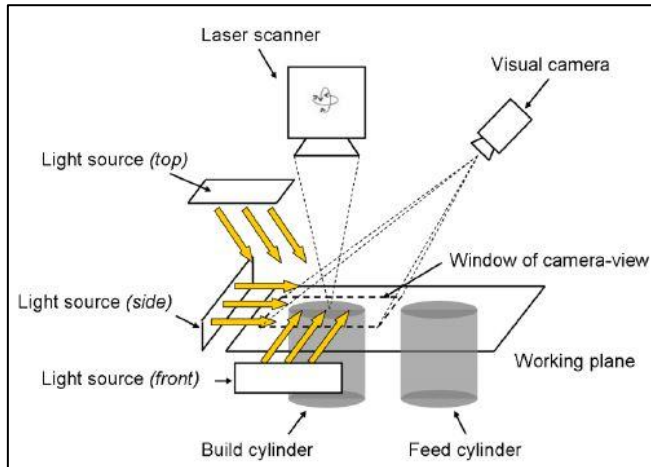 Laser scanner
Visual camera
Light source (top)
Window of camera-view
Light source (side)
Working plane
Light source (front)
Build cylinder
Feed cylinder